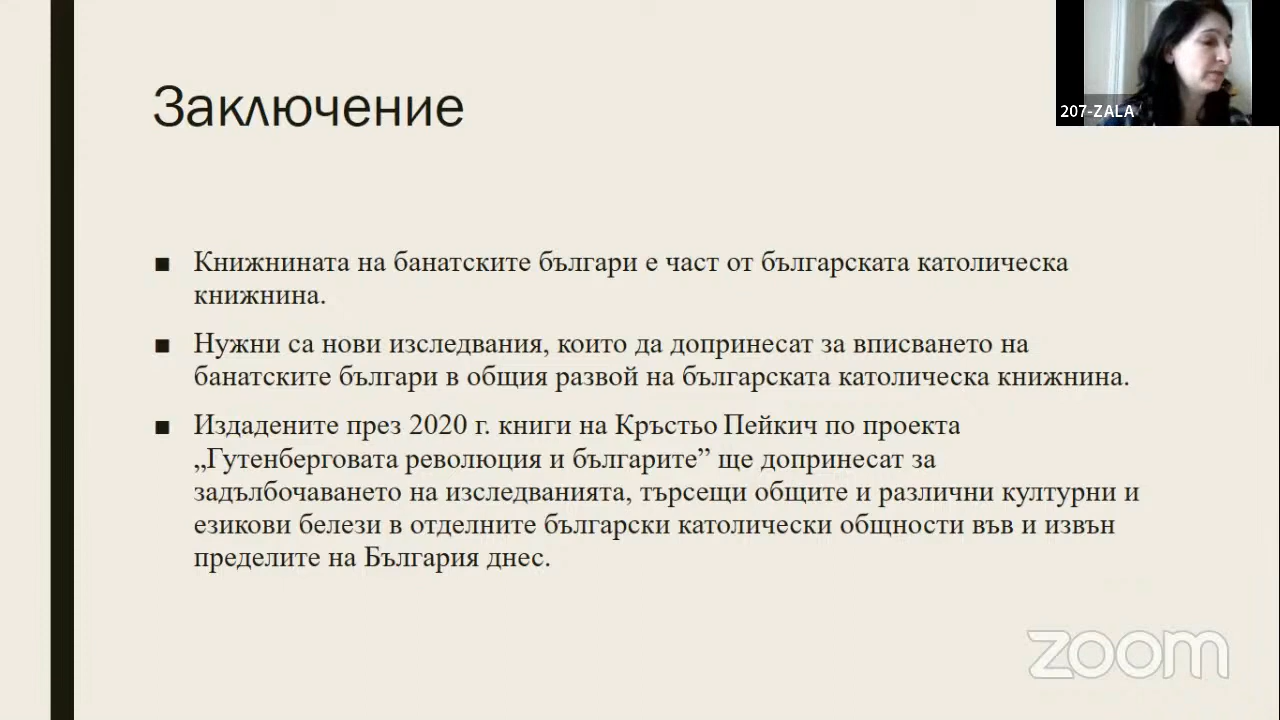 Заключение
207-ZALA
■ Книжнината на банатските българи е част от българската католическа
книжнина.
■ Нужни са нови изследвания, които да допринесат за вписването на
банатските българи в общия развой на българската католическа книжнина.
■ Издадените през 2020 г. книги на Кръстьо Пейкич по проекта
„Гутенберговата революция и българите” ще допринесат за
задълбочаването на изследванията, търсещи общите и различни културни и
езикови белези в отделните български католически общности във и извън
пределите на България днес.
zoom